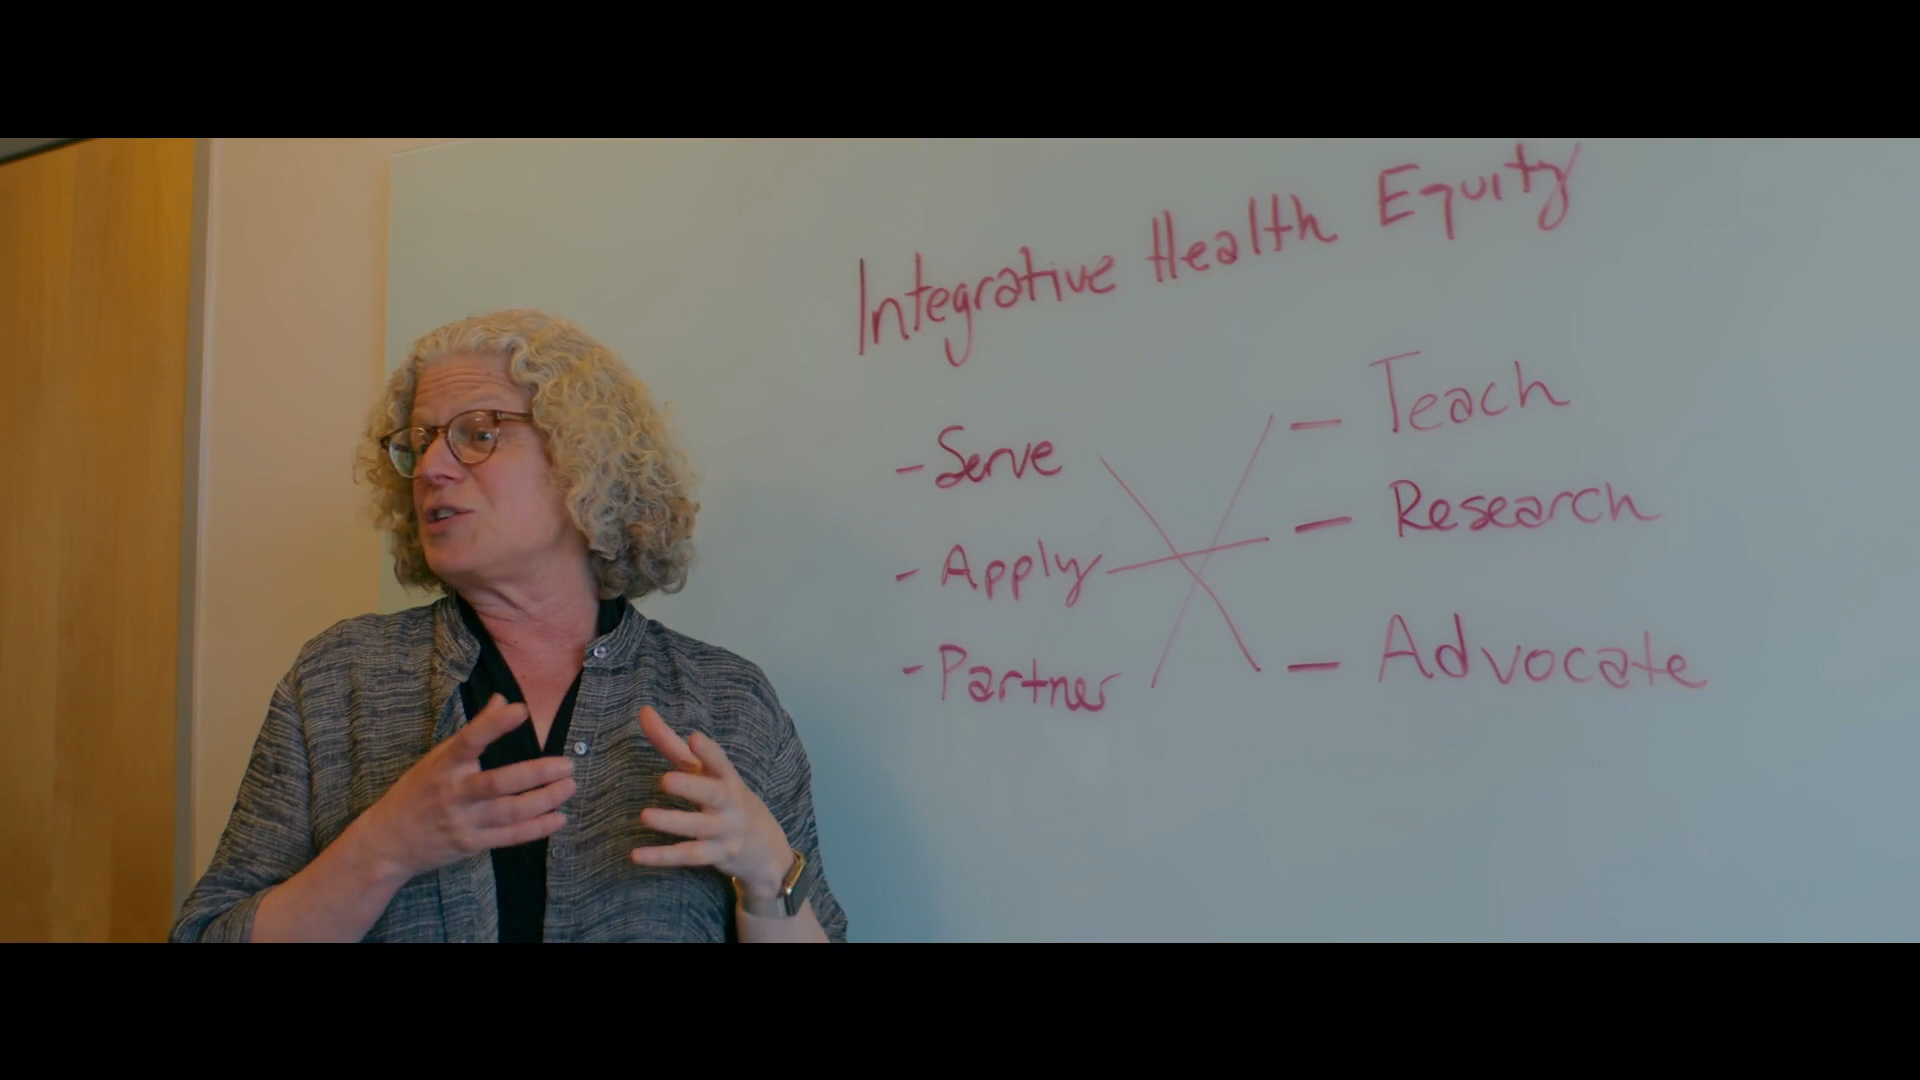 Integrative Health Equity
- Serve
- Apply
- Partner
- Teach
- Research
- Advocate